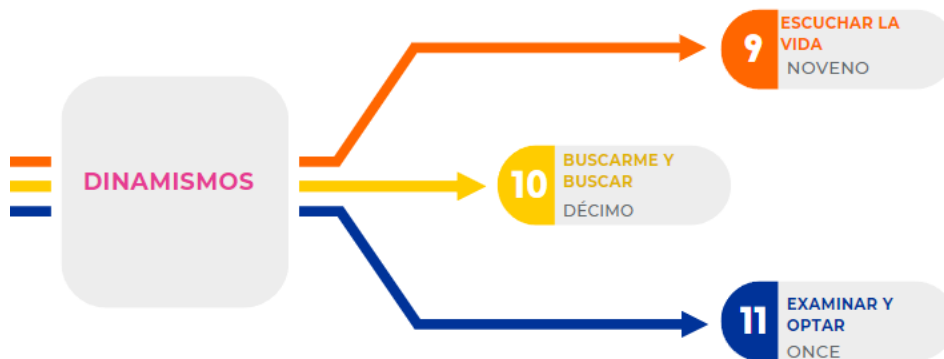 DINAMISMOS
9
ESCUCHAR LA
VIDA
NOVENO
10
BUSCARME Y
BUSCAR
DÉCIMO
11
EXAMINAR Y
OPTAR
ONCE